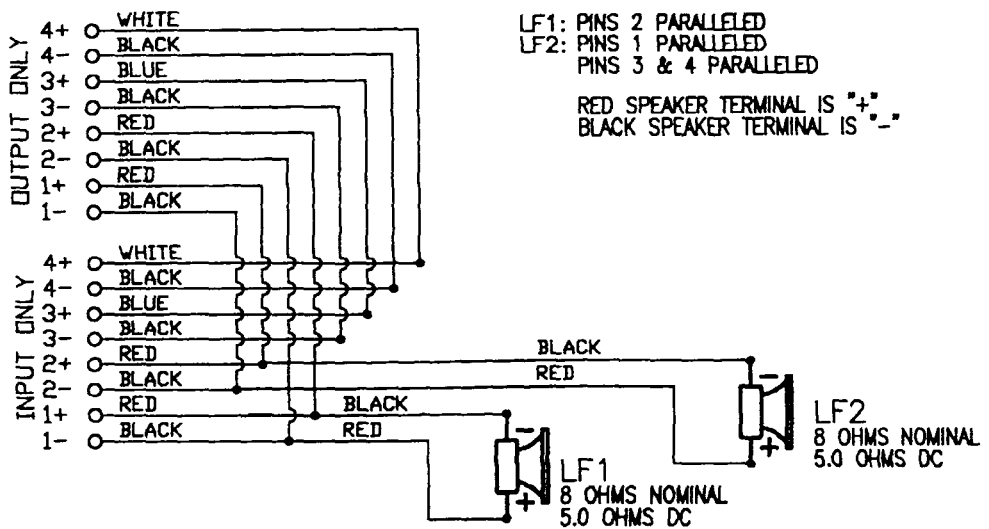 LF1: PINS 2 PARALLELED
LF2: PINS 1 PARALLELED
PINS 3 & 4 PARALLELED
RED SPEAKER TERMINAL IS "+"
BLACK SPEAKER TERMINAL IS "-"
OUTPUT ONLY
4+ WHITE
4- BLACK
3+ BLUE
3- BLACK
2+ RED
2- BLACK
1+ RED
1- BLACK
INPUT ONLY
4+ WHITE
4- BLACK
3+ BLUE
3- BLACK
2+ RED
2- BLACK
1+ RED
1- BLACK
BLACK
RED
BLACK
RED
-
+
LF2
8 OHMS NOMINAL
5.0 OHMS DC
-
+
LF1
8 OHMS NOMINAL
5.0 OHMS DC